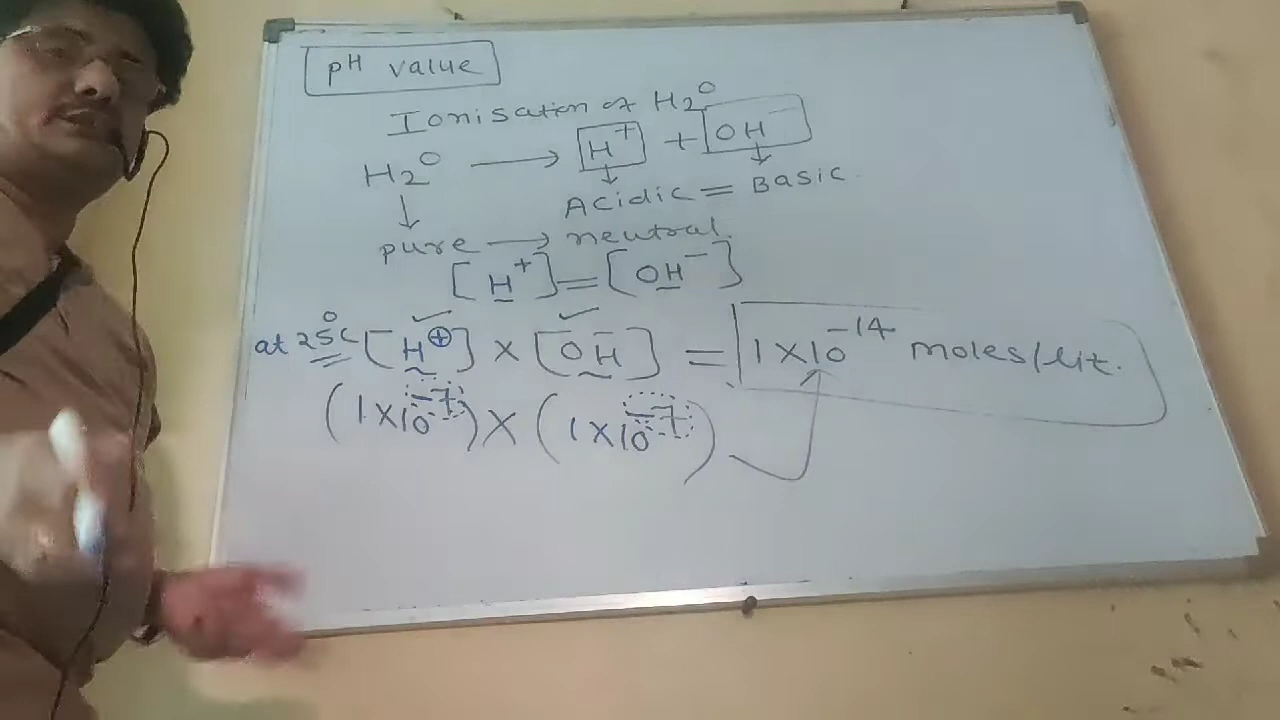 pH value
Ionisation of H2O
H2O → H+ + OH-
Acidic = Basic
pure → neutral.
[H+] = [OH-]
at 25°C [H⊕] × [OH-] = 1×10-14 moles/lit.
(1×10-7) × (1×10-7)